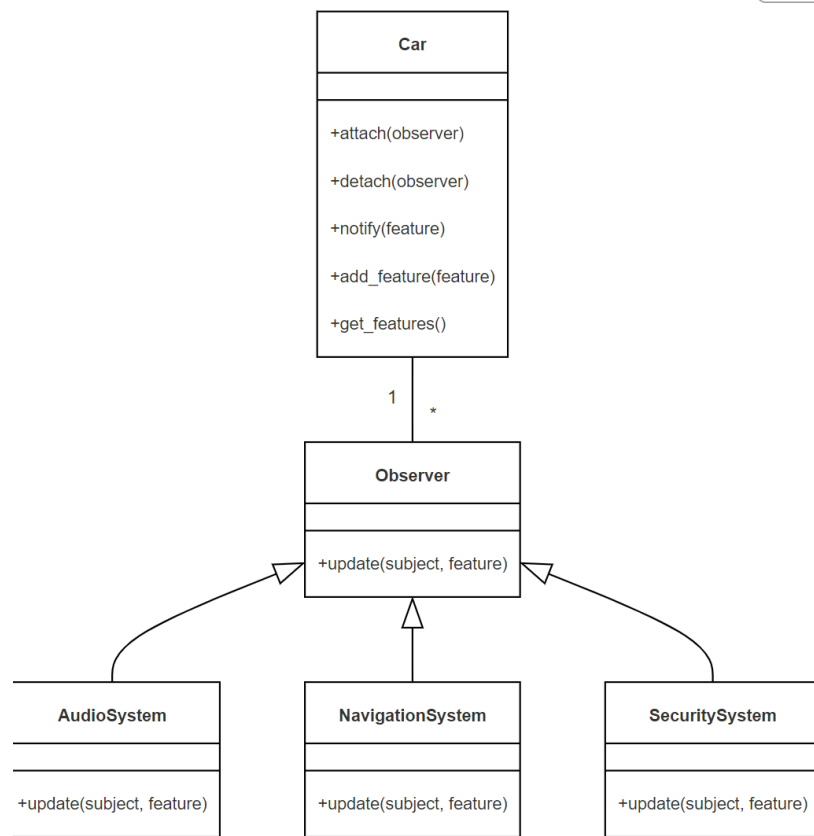 Car
+attach(observer)
+detach(observer)
+notify(feature)
+add_feature(feature)
+get_features()
1
*
Observer
+update(subject, feature)
AudioSystem
NavigationSystem
SecuritySystem
+update(subject, feature)
+update(subject, feature)
+update(subject, feature)